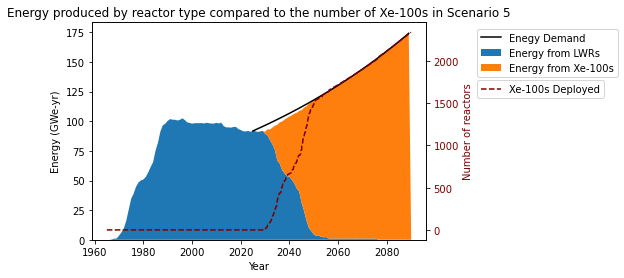 Energy produced by reactor type compared to the number of Xe-100s in Scenario 5
175
150
125
100
75
50
25
0
Energy (GWe-yr)
1960
1980
2000
2020
2040
2060
2080
Year
2000
1500
1000
500
0
Number of reactors
Enegy Demand
Energy from LWRs
Energy from Xe-100s
Xe-100s Deployed